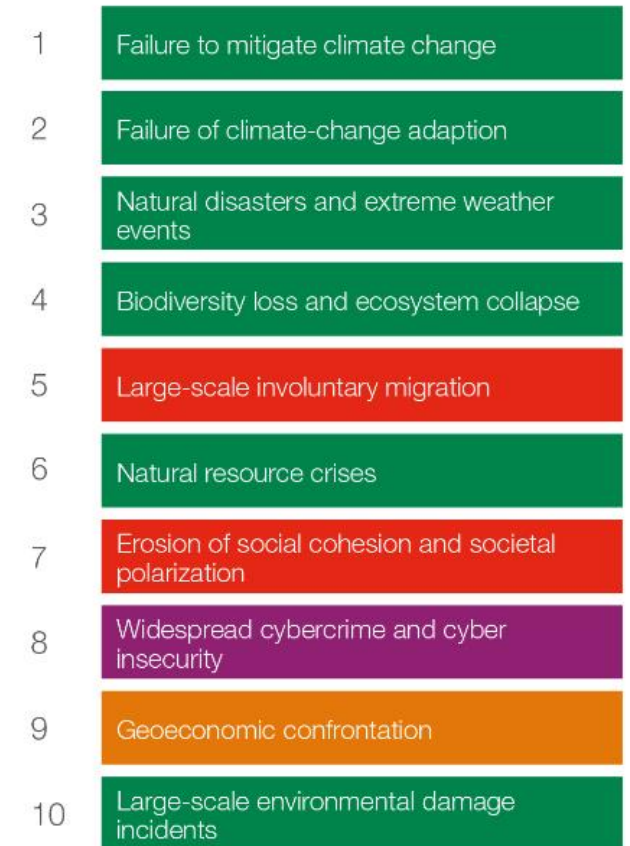 1
Failure to mitigate climate change
2
Failure of climate-change adaption
3
Natural disasters and extreme weather
events
4
Biodiversity loss and ecosystem collapse
5
Large-scale involuntary migration
6
Natural resource crises
7
Erosion of social cohesion and societal
polarization
8
Widespread cybercrime and cyber
insecurity
9
Geoeconomic confrontation
10
Large-scale environmental damage
incidents